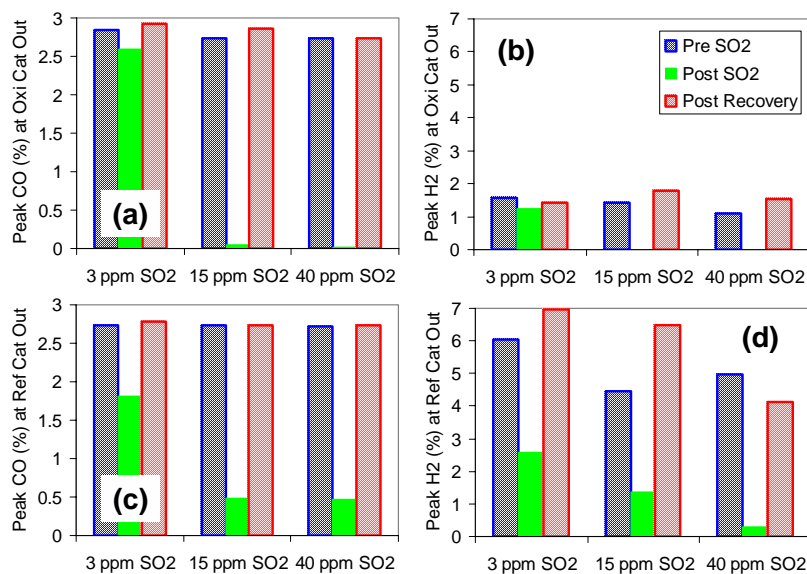 Peak CO (%) at Oxi Cat Out
3
2.5
2
1.5
1
0.5
0
(a)
3 ppm SO2 15 ppm SO2 40 ppm SO2
Peak H2 (%) at Oxi Cat Out
7
6
5
4
3
2
1
0
(b)
Pre SO2
Post SO2
Post Recovery
3 ppm SO2 15 ppm SO2 40 ppm SO2
Peak CO (%) at Ref Cat Out
3
2.5
2
1.5
1
0.5
0
(c)
3 ppm SO2 15 ppm SO2 40 ppm SO2
Peak H2 (%) at Ref Cat Out
7
6
5
4
3
2
1
0
(d)
3 ppm SO2 15 ppm SO2 40 ppm SO2